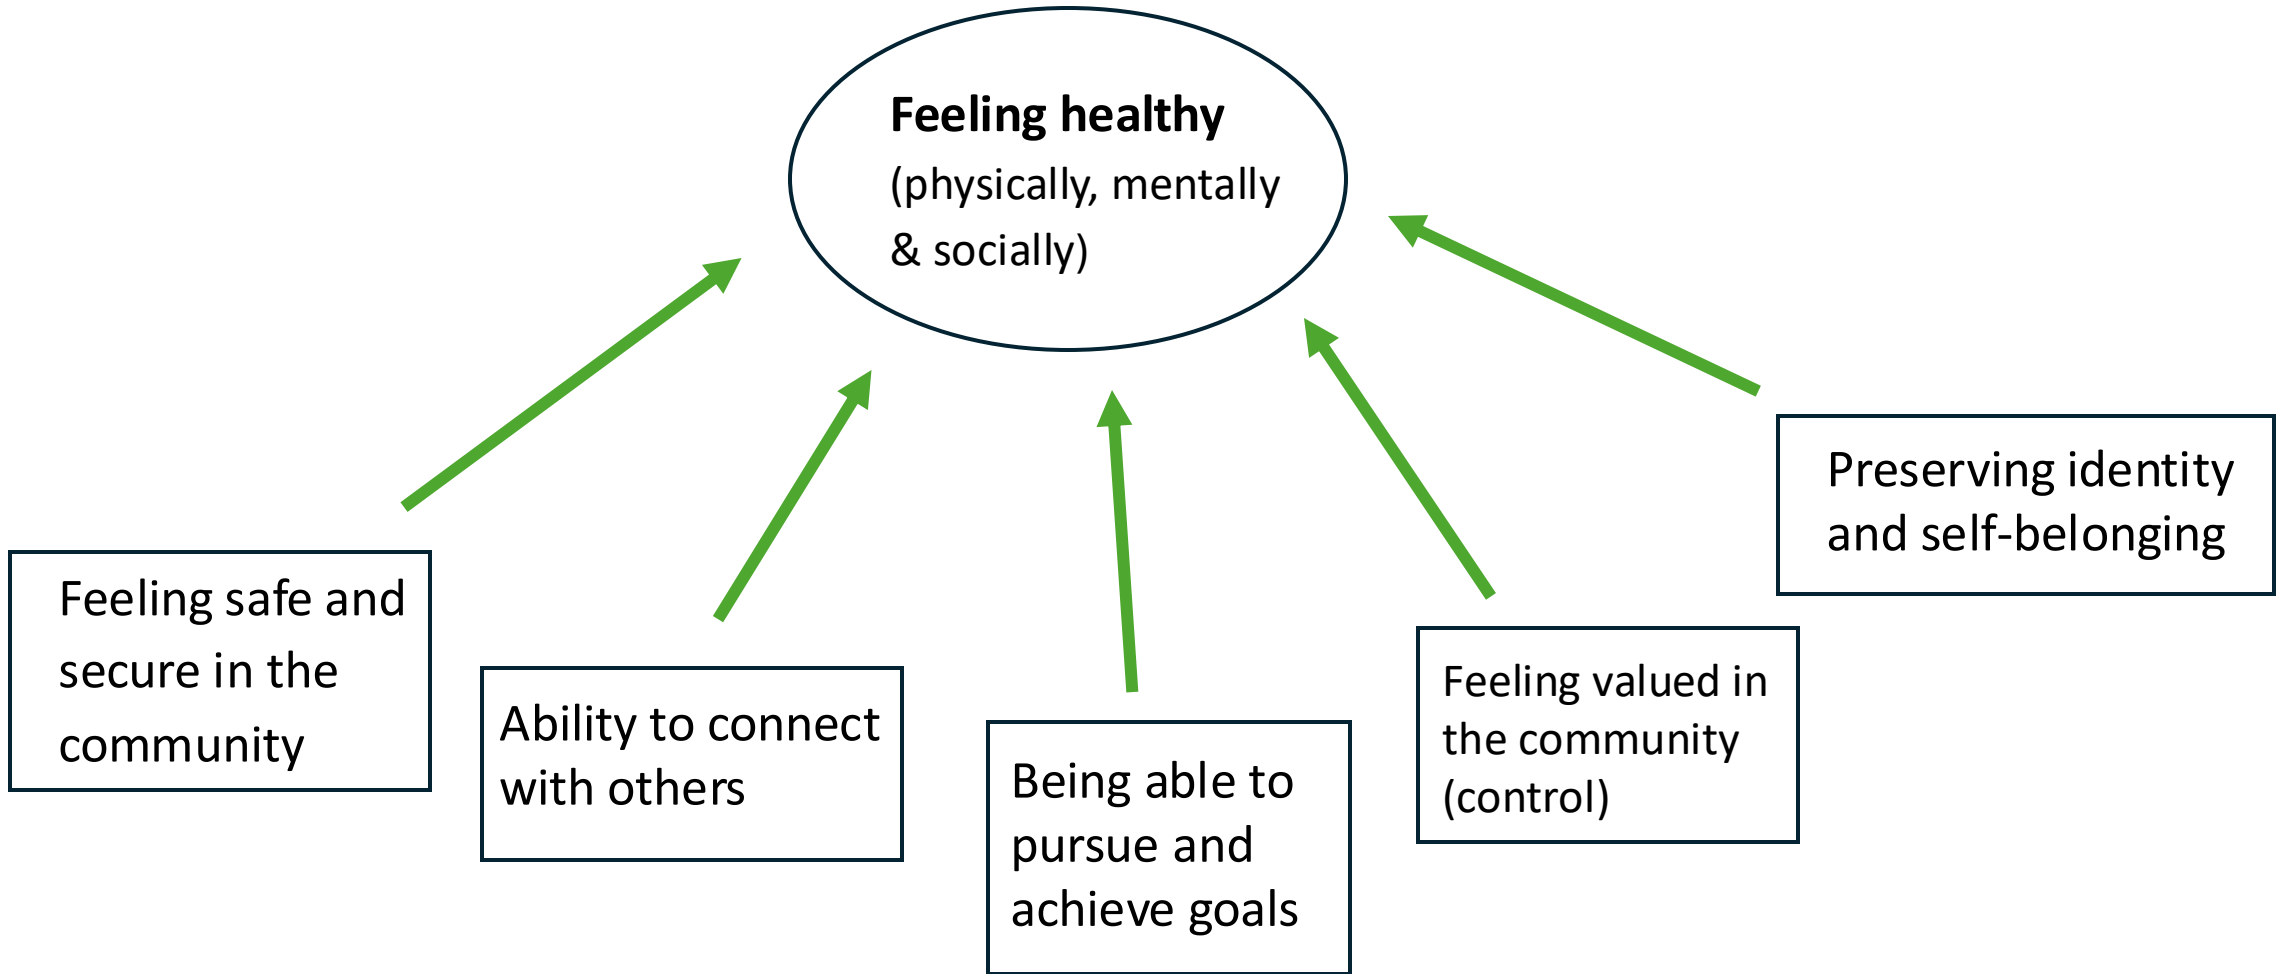 Feeling healthy
(physically, mentally
& socially)
Feeling safe and
secure in the
community
Ability to connect
with others
Being able to
pursue and
achieve goals
Feeling valued in
the community
(control)
Preserving identity
and self-belonging